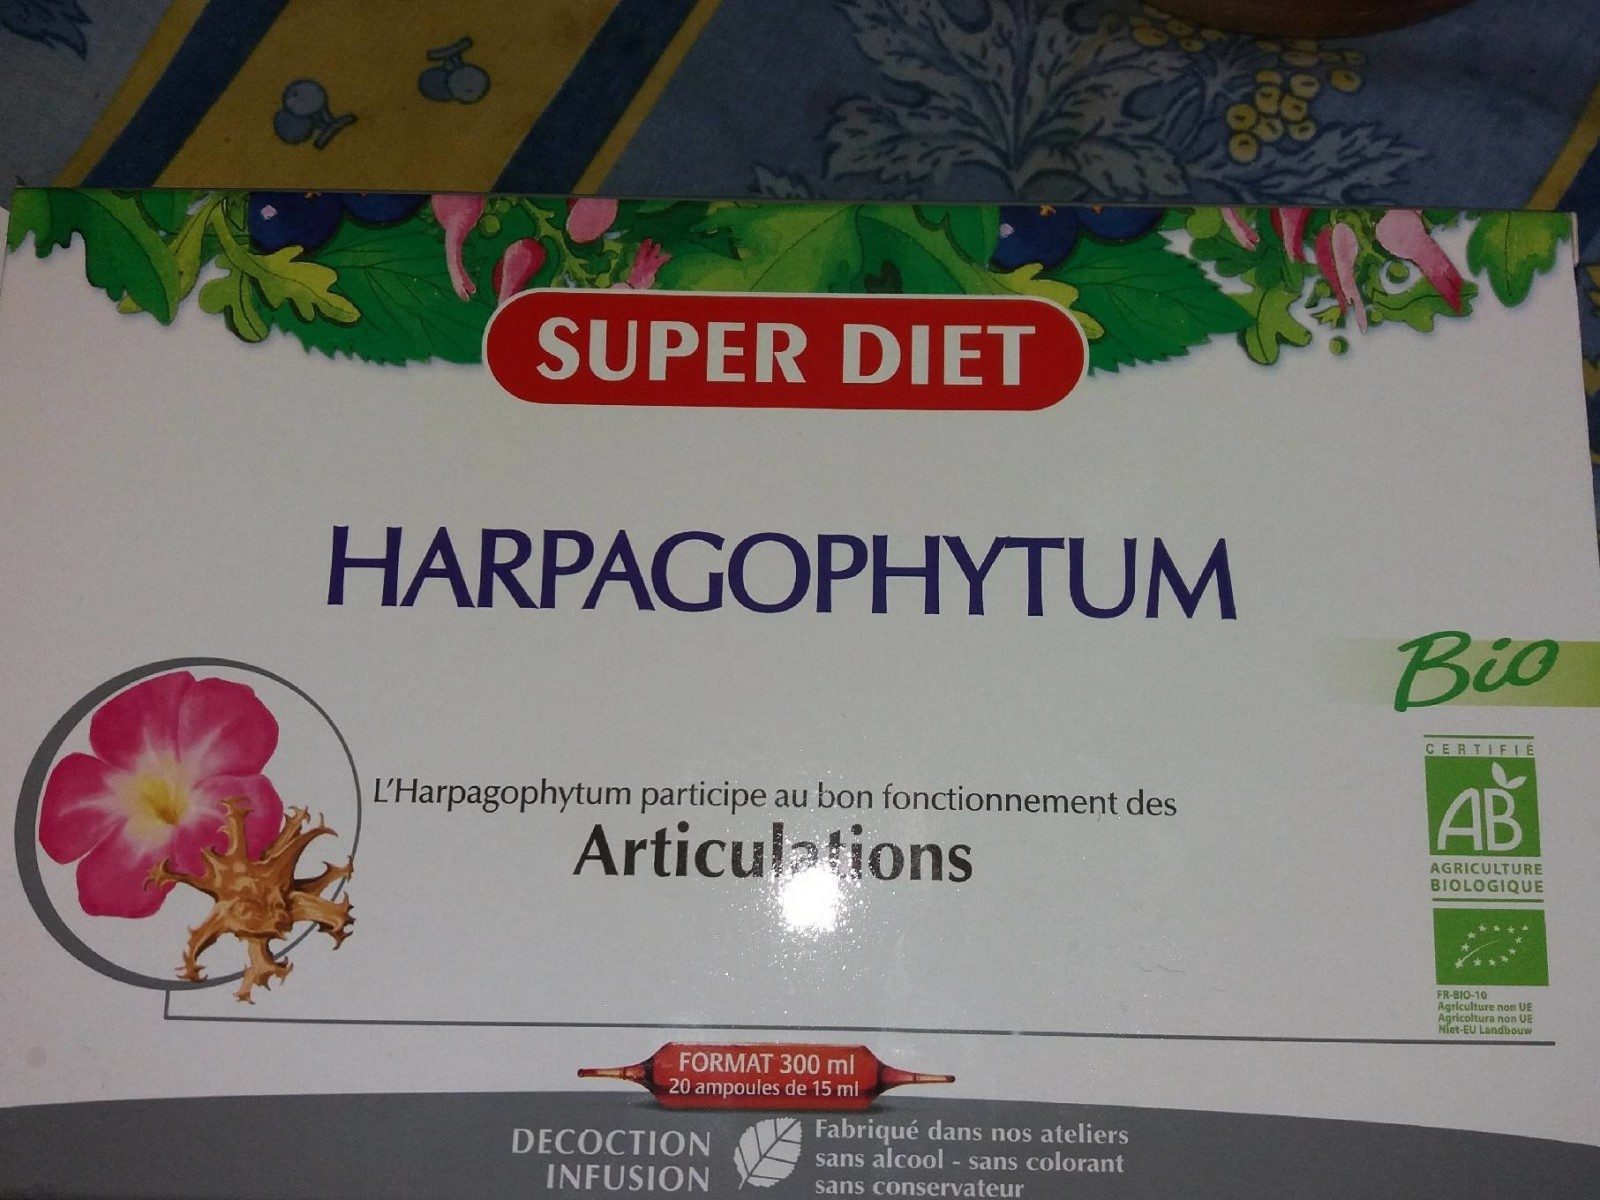 SUPER DIET
HARPAGOPHYTUM
Bio
CERTIFIÉ
AB
AGRICULTURE
BIOLOGIQUE
L'Harpagophytum participe au bon fonctionnement des
Articulations
FR-BIO-10
Agriculture non UE
Agricoltura non UE
Niet-EU Landbouw
FORMAT 300 ml
20 ampoules de 15 ml
DECOCTION
INFUSION
Fabriqué dans nos ateliers
sans alcool - sans colorant
sans conservateur